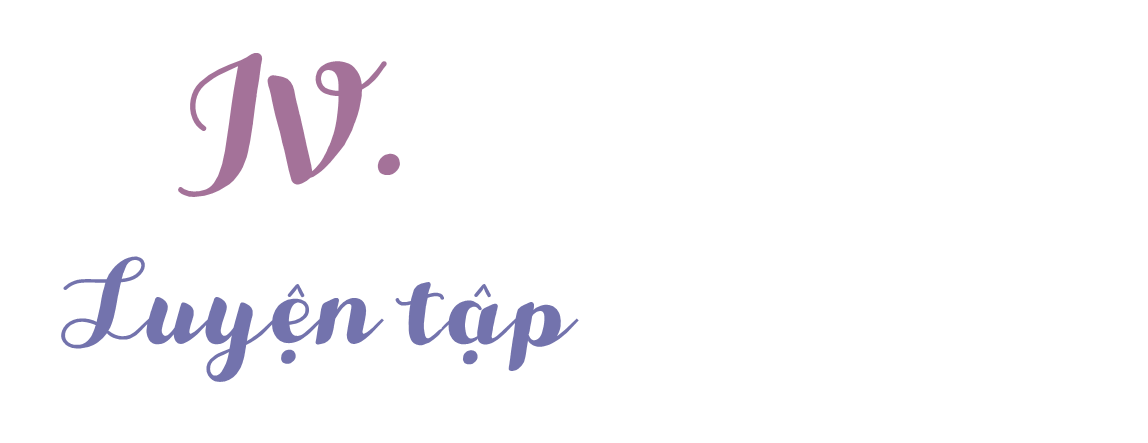 IV.
Luyện tập